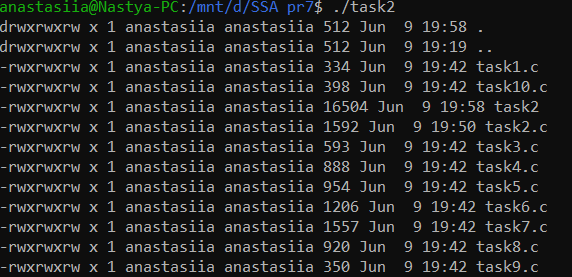 anastasiia@Nastya-PC:/mnt/d/SSA pr7$ ./task2
drwxrwxrw x 1 anastasiia anastasiia 512 Jun  9 19:58 .
drwxrwxrw x 1 anastasiia anastasiia 512 Jun  9 19:19 ..
-rwxrwxrw x 1 anastasiia anastasiia 334 Jun  9 19:42 task1.c
-rwxrwxrw x 1 anastasiia anastasiia 398 Jun  9 19:42 task10.c
-rwxrwxrw x 1 anastasiia anastasiia 16504 Jun  9 19:58 task2
-rwxrwxrw x 1 anastasiia anastasiia 1592 Jun  9 19:50 task2.c
-rwxrwxrw x 1 anastasiia anastasiia 593 Jun  9 19:42 task3.c
-rwxrwxrw x 1 anastasiia anastasiia 888 Jun  9 19:42 task4.c
-rwxrwxrw x 1 anastasiia anastasiia 954 Jun  9 19:42 task5.c
-rwxrwxrw x 1 anastasiia anastasiia 1206 Jun  9 19:42 task6.c
-rwxrwxrw x 1 anastasiia anastasiia 1557 Jun  9 19:42 task7.c
-rwxrwxrw x 1 anastasiia anastasiia 920 Jun  9 19:42 task8.c
-rwxrwxrw x 1 anastasiia anastasiia 350 Jun  9 19:42 task9.c